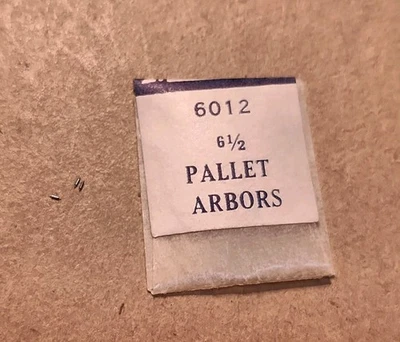 6012
6½
PALLET
ARBORS